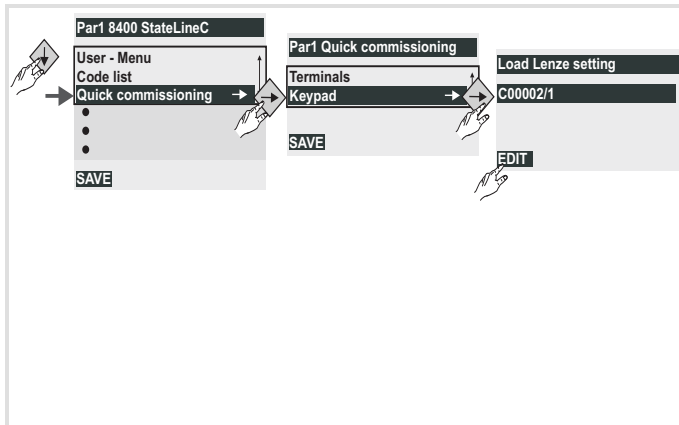 Par1 8400 StateLineC
User - Menu
Code list
Quick commissioning
SAVE
Par1 Quick commissioning
Terminals
Keypad
SAVE
Load Lenze setting
C00002/1
EDIT